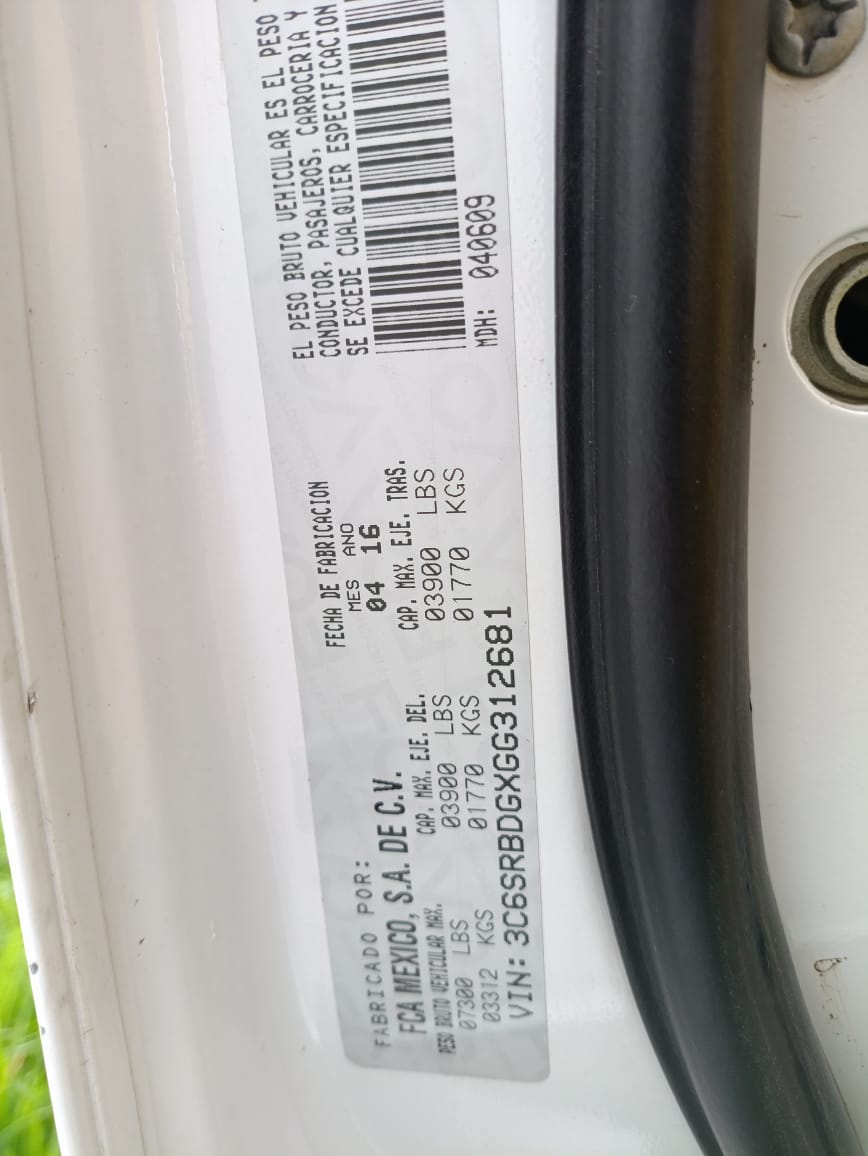 FABRICADO POR:
FCA MEXICO, S.A. DE C.V.
FECHA DE FABRICACION
MES ANO
04 16
PESO BRUTO VEHICULAR MAX.
07300 LBS
03312 KGS
CAP. MAX. EJE. DEL.
03900 LBS
01770 KGS
CAP. MAX. EJE. TRAS.
03900 LBS
01770 KGS
VIN: 3C6SRBDGXGG312681
EL PESO BRUTO VEHICULAR ES EL PESO
CONDUCTOR, PASAJEROS, CARROCERIA Y
SE EXCEDE CUALQUIER ESPECIFICACION
MDH: 040609